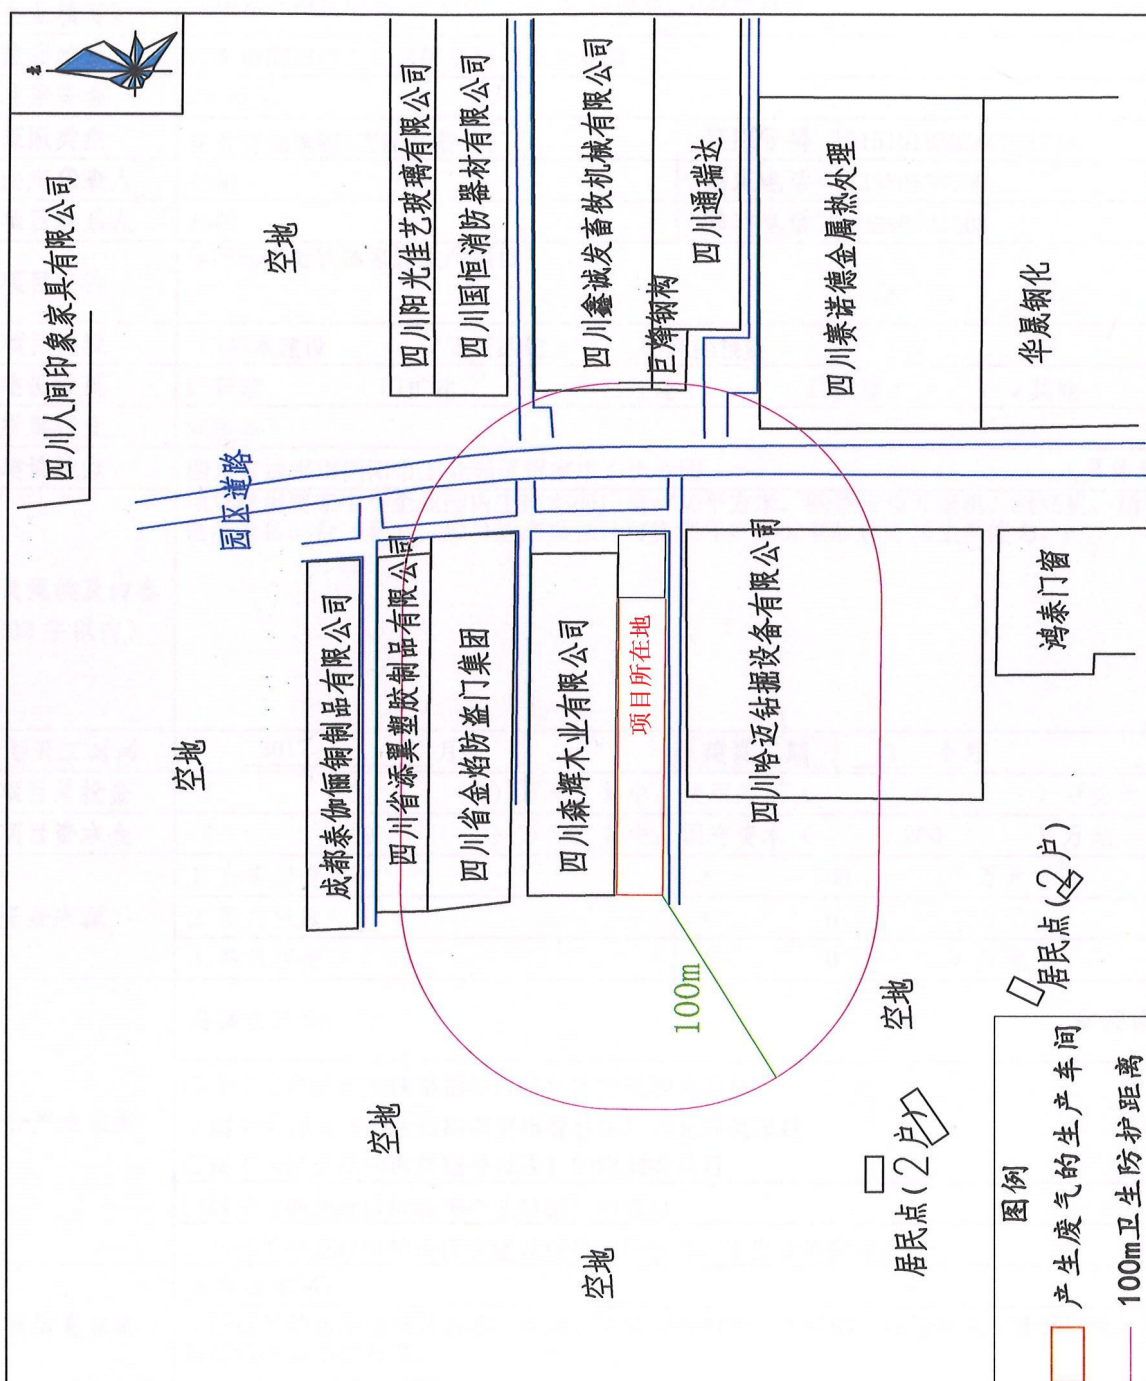 北
四川人间印象家具有限公司
空地
四川阳光佳艺玻璃有限公司
四川国恒消防器材有限公司
四川鑫诚发畜牧机械有限公司
巨烽钢构
四川通瑞达
四川赛诺德金属热处理
华晟钢化
园区道路
成都泰伽俪铜制品有限公司
四川省添翼塑胶制品有限公司
四川省金焰防盗门集团
四川森辉木业有限公司
项目所在地
四川哈迈钻掘设备有限公司
鸿泰门窗
空地
100m
空地
空地
空地
居民点(2户)
居民点(2户)
图例
产生废气的生产车间
100m卫生防护距离